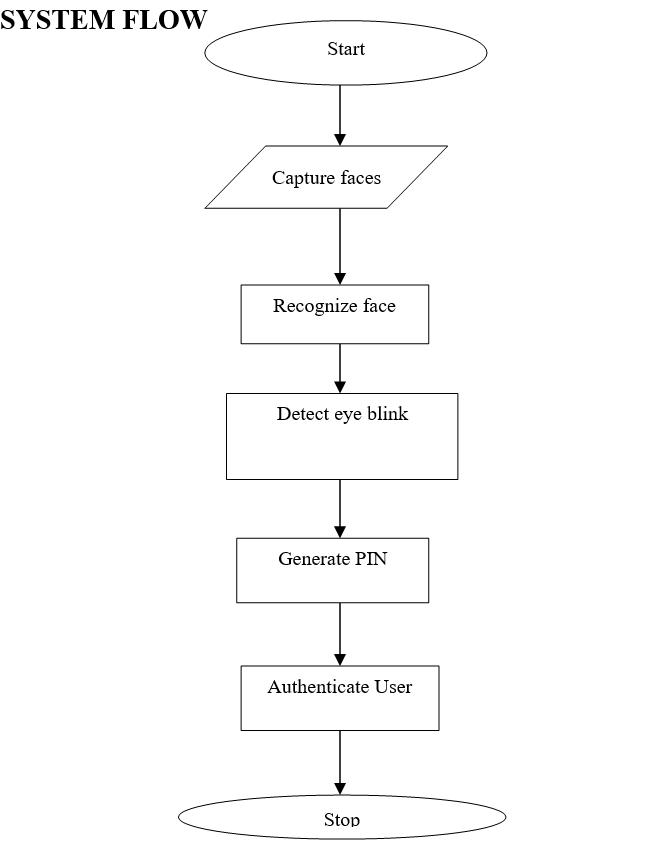 SYSTEM FLOW
Start
Capture faces
Recognize face
Detect eye blink
Generate PIN
Authenticate User
Stop